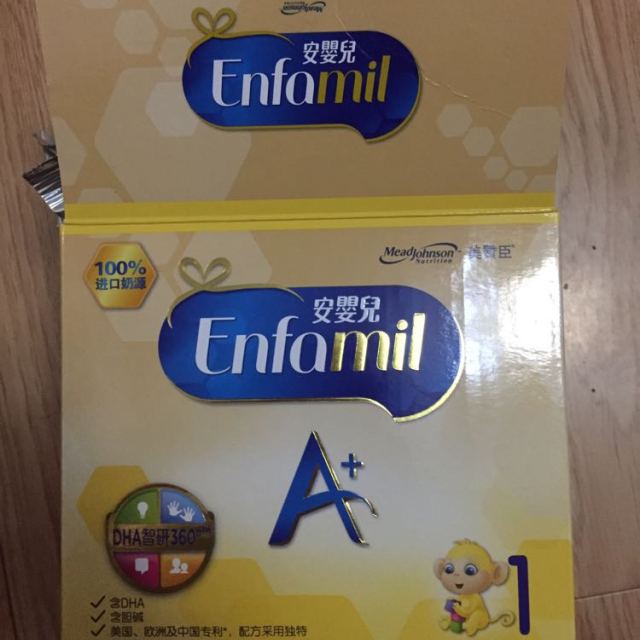 MeadJohnson
Nutrition
安嬰兒
Enfamil
MeadJohnson
Nutrition
美赞臣
100%
进口奶源
安嬰兒
Enfamil
A+
DHA智研360
含DHA
含胆碱
美国、欧洲及中国专利*,配方采用独特
1